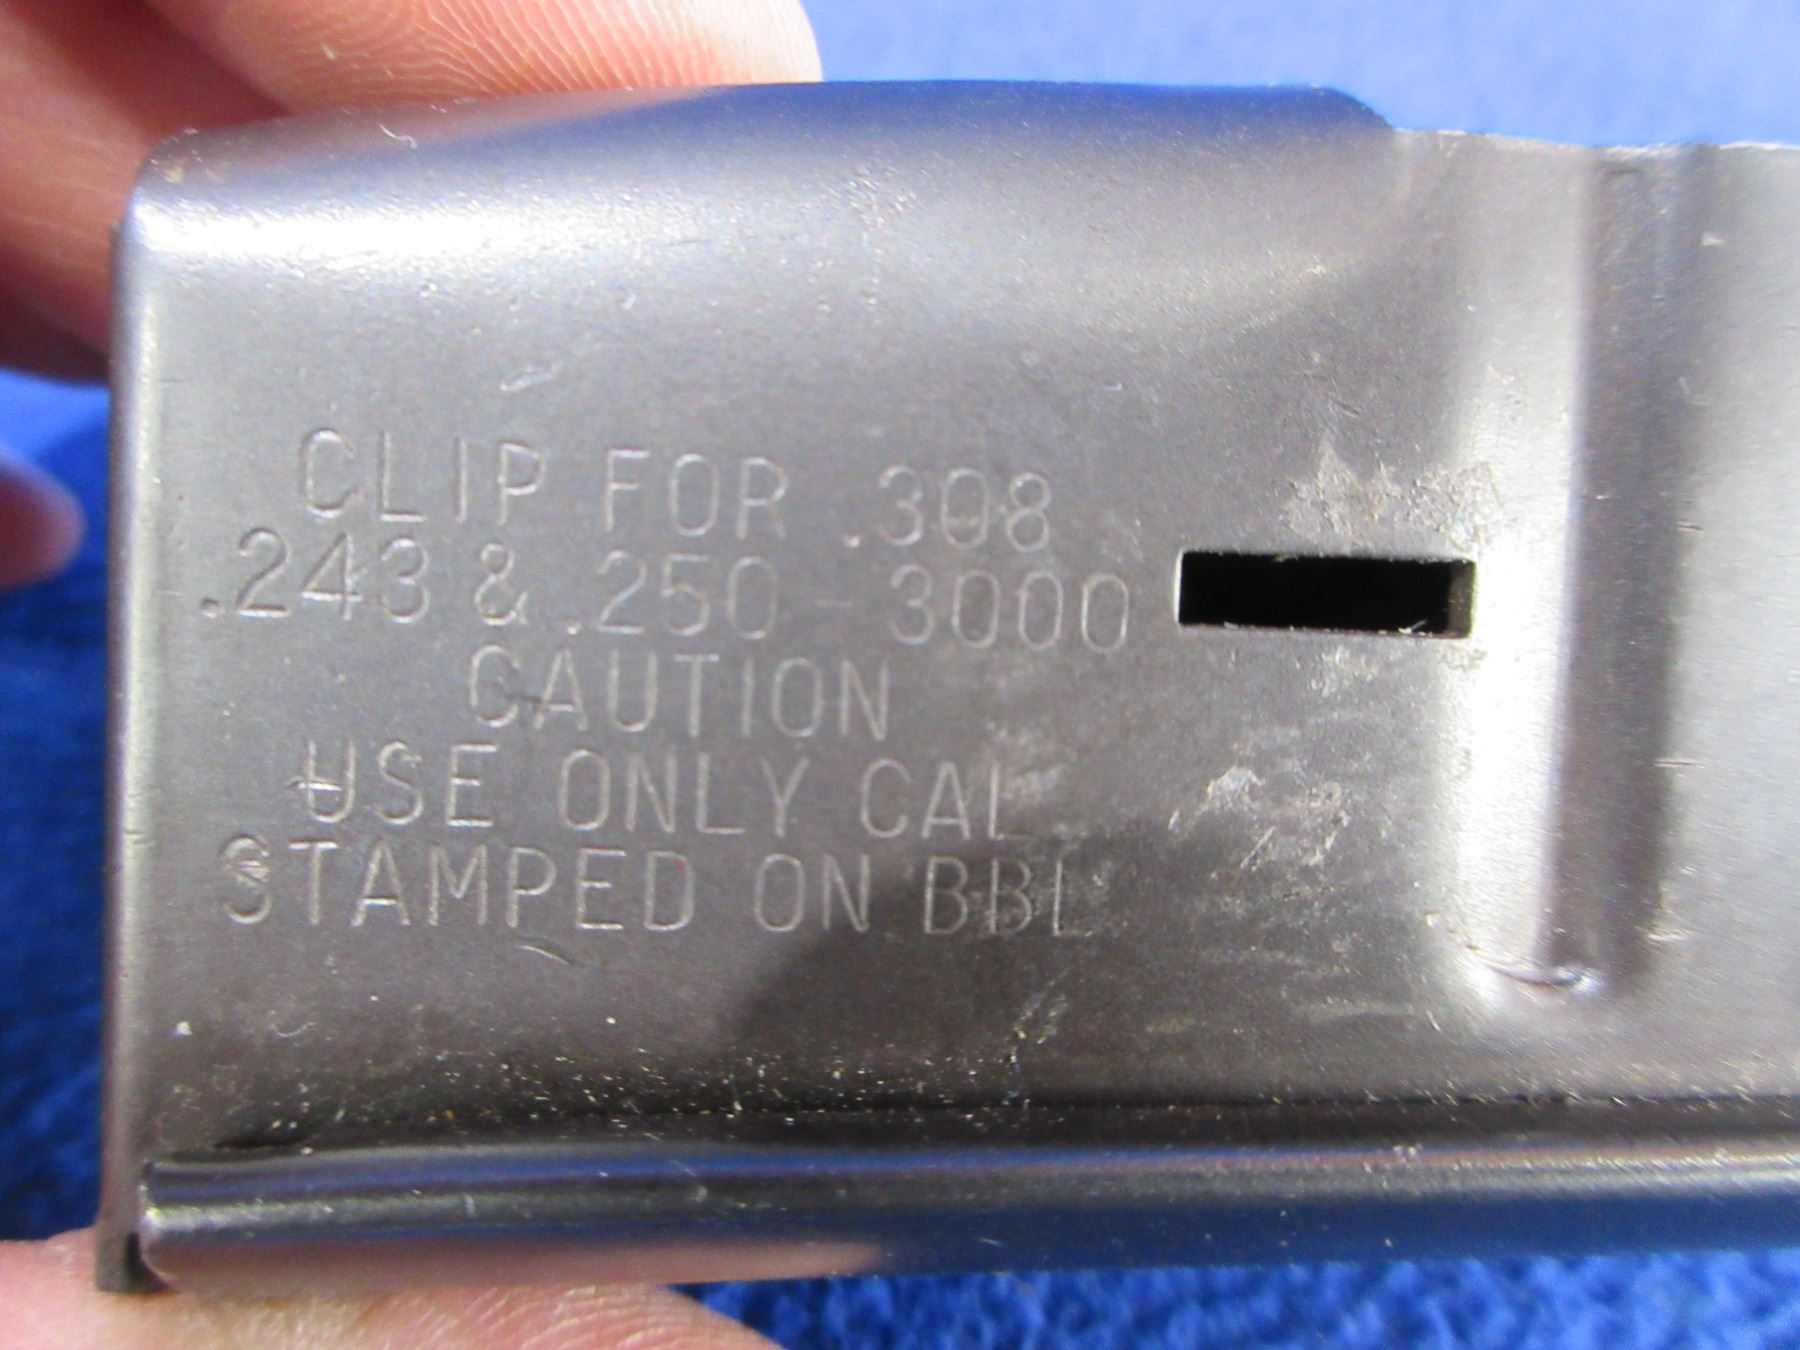 CLIP FOR .308
.243 & .250-3000
CAUTION
USE ONLY CAL.
STAMPED ON BBL.